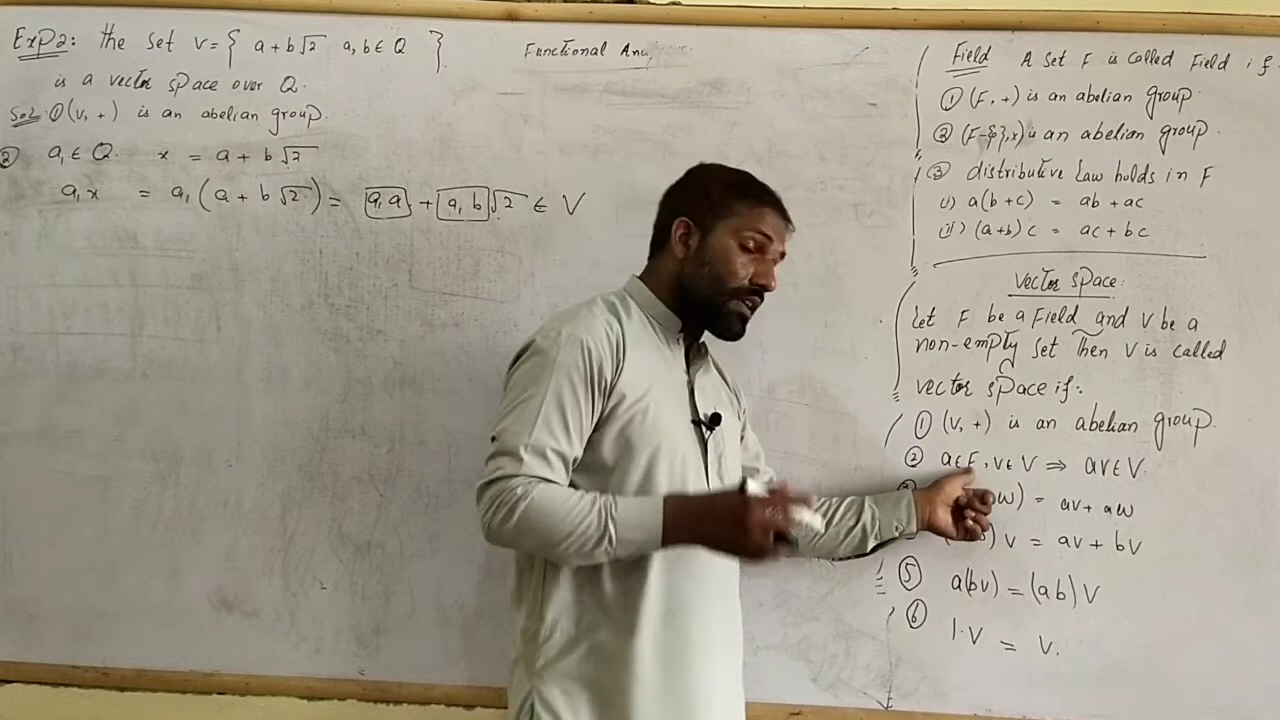 Exp2: the set V = { a + b√2 a, b ∈ Q }
is a vector space over Q.
Sol: ① (V, +) is an abelian group.
② a₁ ∈ Q. x = a + b√2
a₁x = a₁(a + b√2) = a₁a + a₁b√2 ∈ V
Functional
Field A set F is called Field if
① (F, +) is an abelian group.
② (F-{ },x) is an abelian group.
③ distributive Law holds in F
i) a(b+c) = ab + ac
(ii) (a+b)c = ac + bc
Vector space:
Let F be a Field and V be a
non-empty set Then V is called
vector space if:
① (V, +) is an abelian group.
② a∈F, v∈V ⇒ av∈V.
w) = av + aw
)v = av + bv
⑤ a(bv) = (ab)v
⑥ 1.v = v.